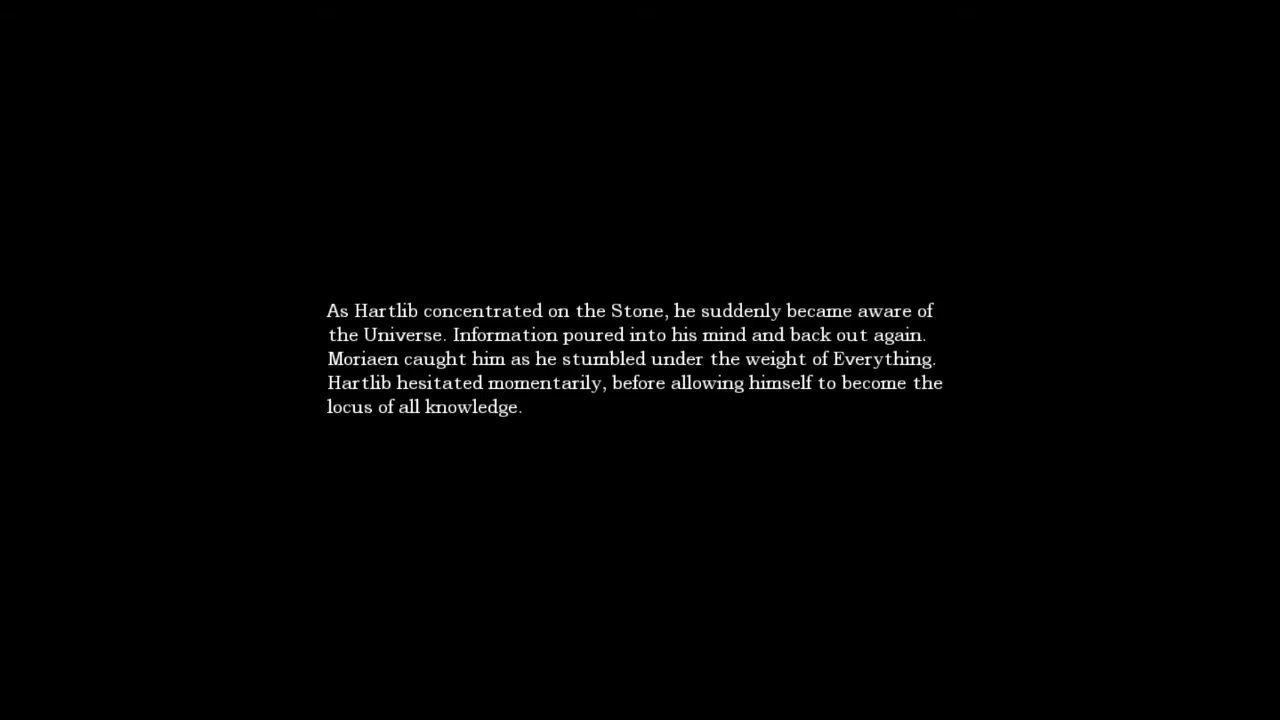 As Hartlib concentrated on the Stone, he suddenly became aware of
the Universe. Information poured into his mind and back out again.
Moriaen caught him as he stumbled under the weight of Everything.
Hartlib hesitated momentarily, before allowing himself to become the
locus of all knowledge.